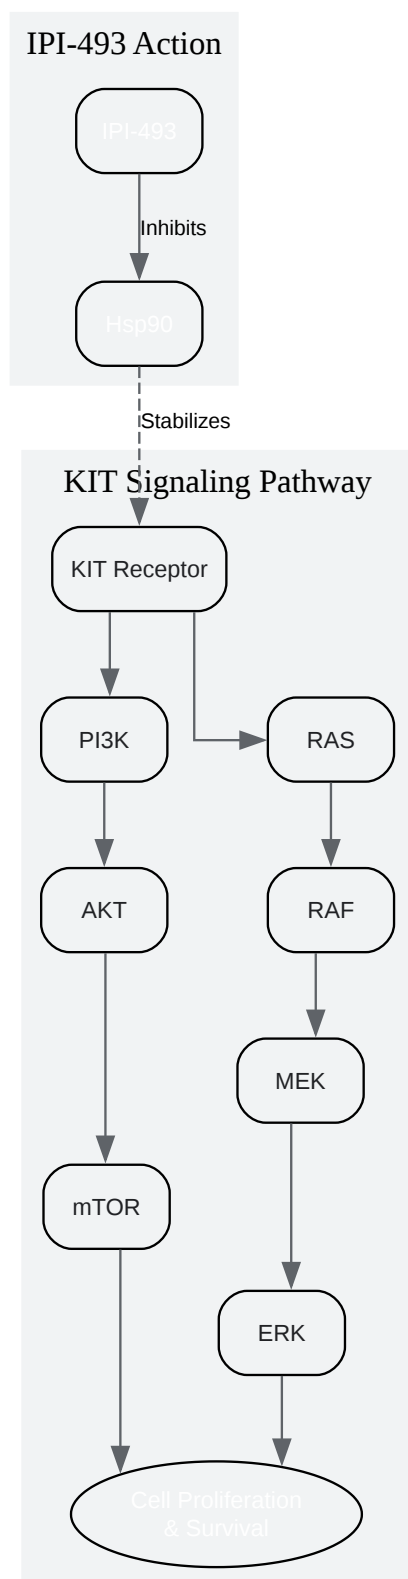 IPI-493 Action
IPI-493
Inhibits
Hsp90
Stabilizes
KIT Signaling Pathway
KIT Receptor
PI3K
RAS
AKT
RAF
MEK
mTOR
ERK
Cell Proliferation
& Survival